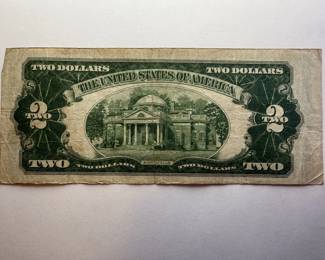 TWO DOLLARS TWO DOLLARS
THE UNITED STATES OF AMERICA
2 2
TWO TWO
MONTICELLO
TWO TWO DOLLARS TWO DOLLARS TWO